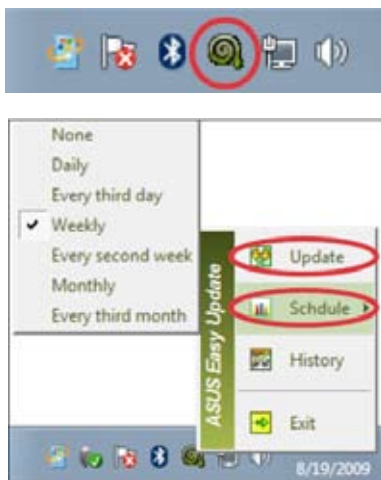 None
Daily
Every third day
Weekly
Every second week
Monthly
Every third month
ASUS Easy Update
Update
Schdule
History
Exit
8/19/2009